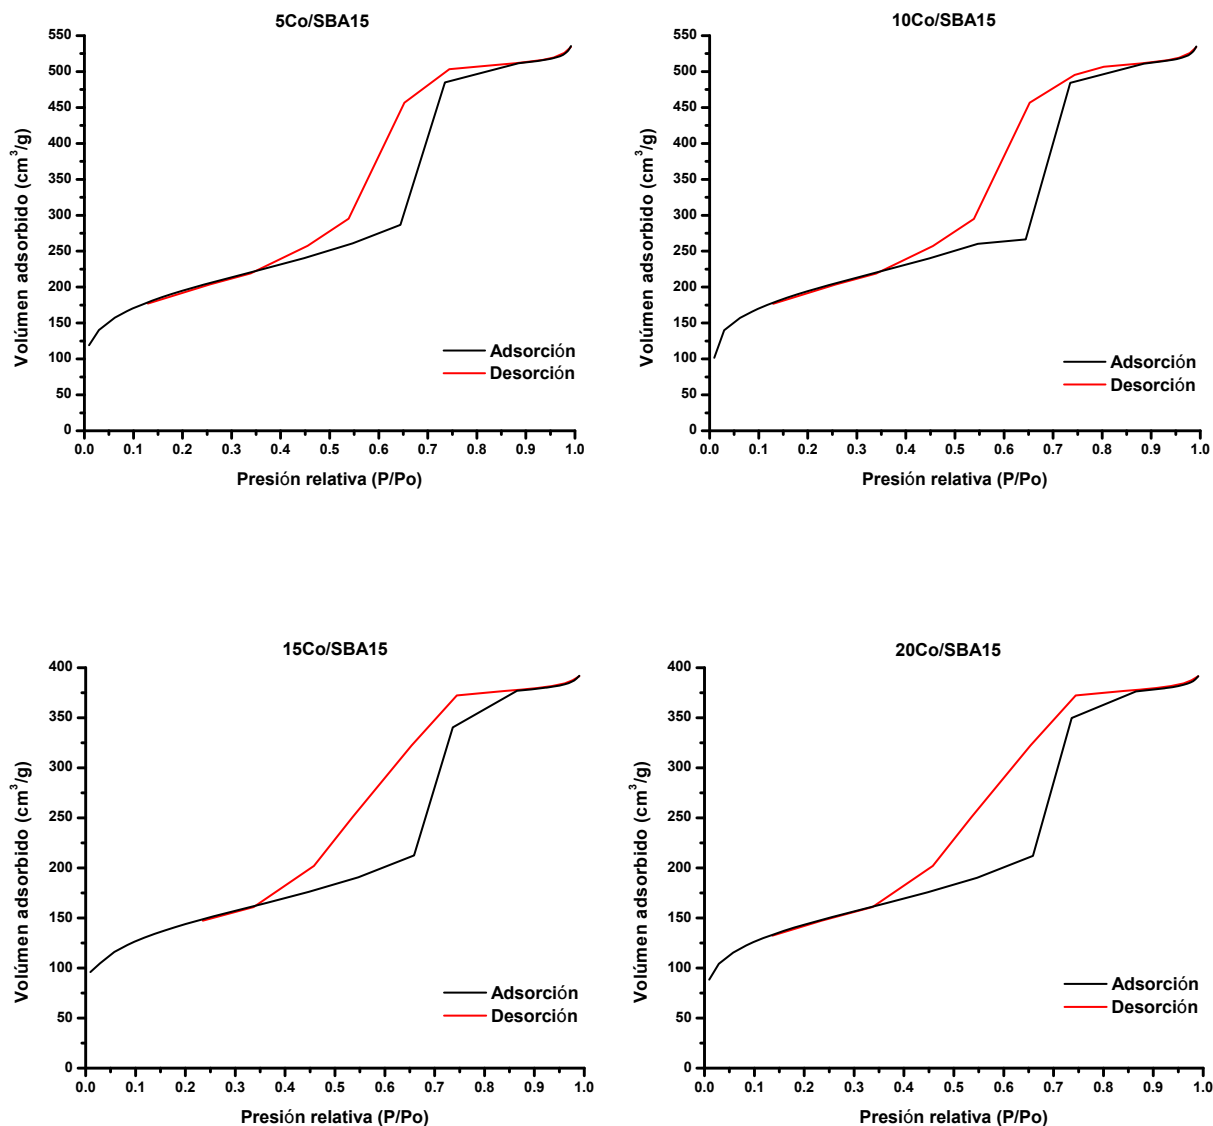 5Co/SBA15
550
500
450
400
350
300
250
200
150
100
50
0
Volúmen adsorbido (cm³/g)
Adsorción
Desorción
0.0 0.1 0.2 0.3 0.4 0.5 0.6 0.7 0.8 0.9 1.0
Presión relativa (P/Po)
10Co/SBA15
550
500
450
400
350
300
250
200
150
100
50
0
Volúmen adsorbido (cm³/g)
Adsorción
Desorción
0.0 0.1 0.2 0.3 0.4 0.5 0.6 0.7 0.8 0.9 1.0
Presión relativa (P/Po)
15Co/SBA15
400
350
300
250
200
150
100
50
0
Volúmen adsorbido (cm³/g)
Adsorción
Desorción
0.0 0.1 0.2 0.3 0.4 0.5 0.6 0.7 0.8 0.9 1.0
Presión relativa (P/Po)
20Co/SBA15
400
350
300
250
200
150
100
50
0
Volúmen adsorbido (cm³/g)
Adsorción
Desorción
0.0 0.1 0.2 0.3 0.4 0.5 0.6 0.7 0.8 0.9 1.0
Presión relativa (P/Po)